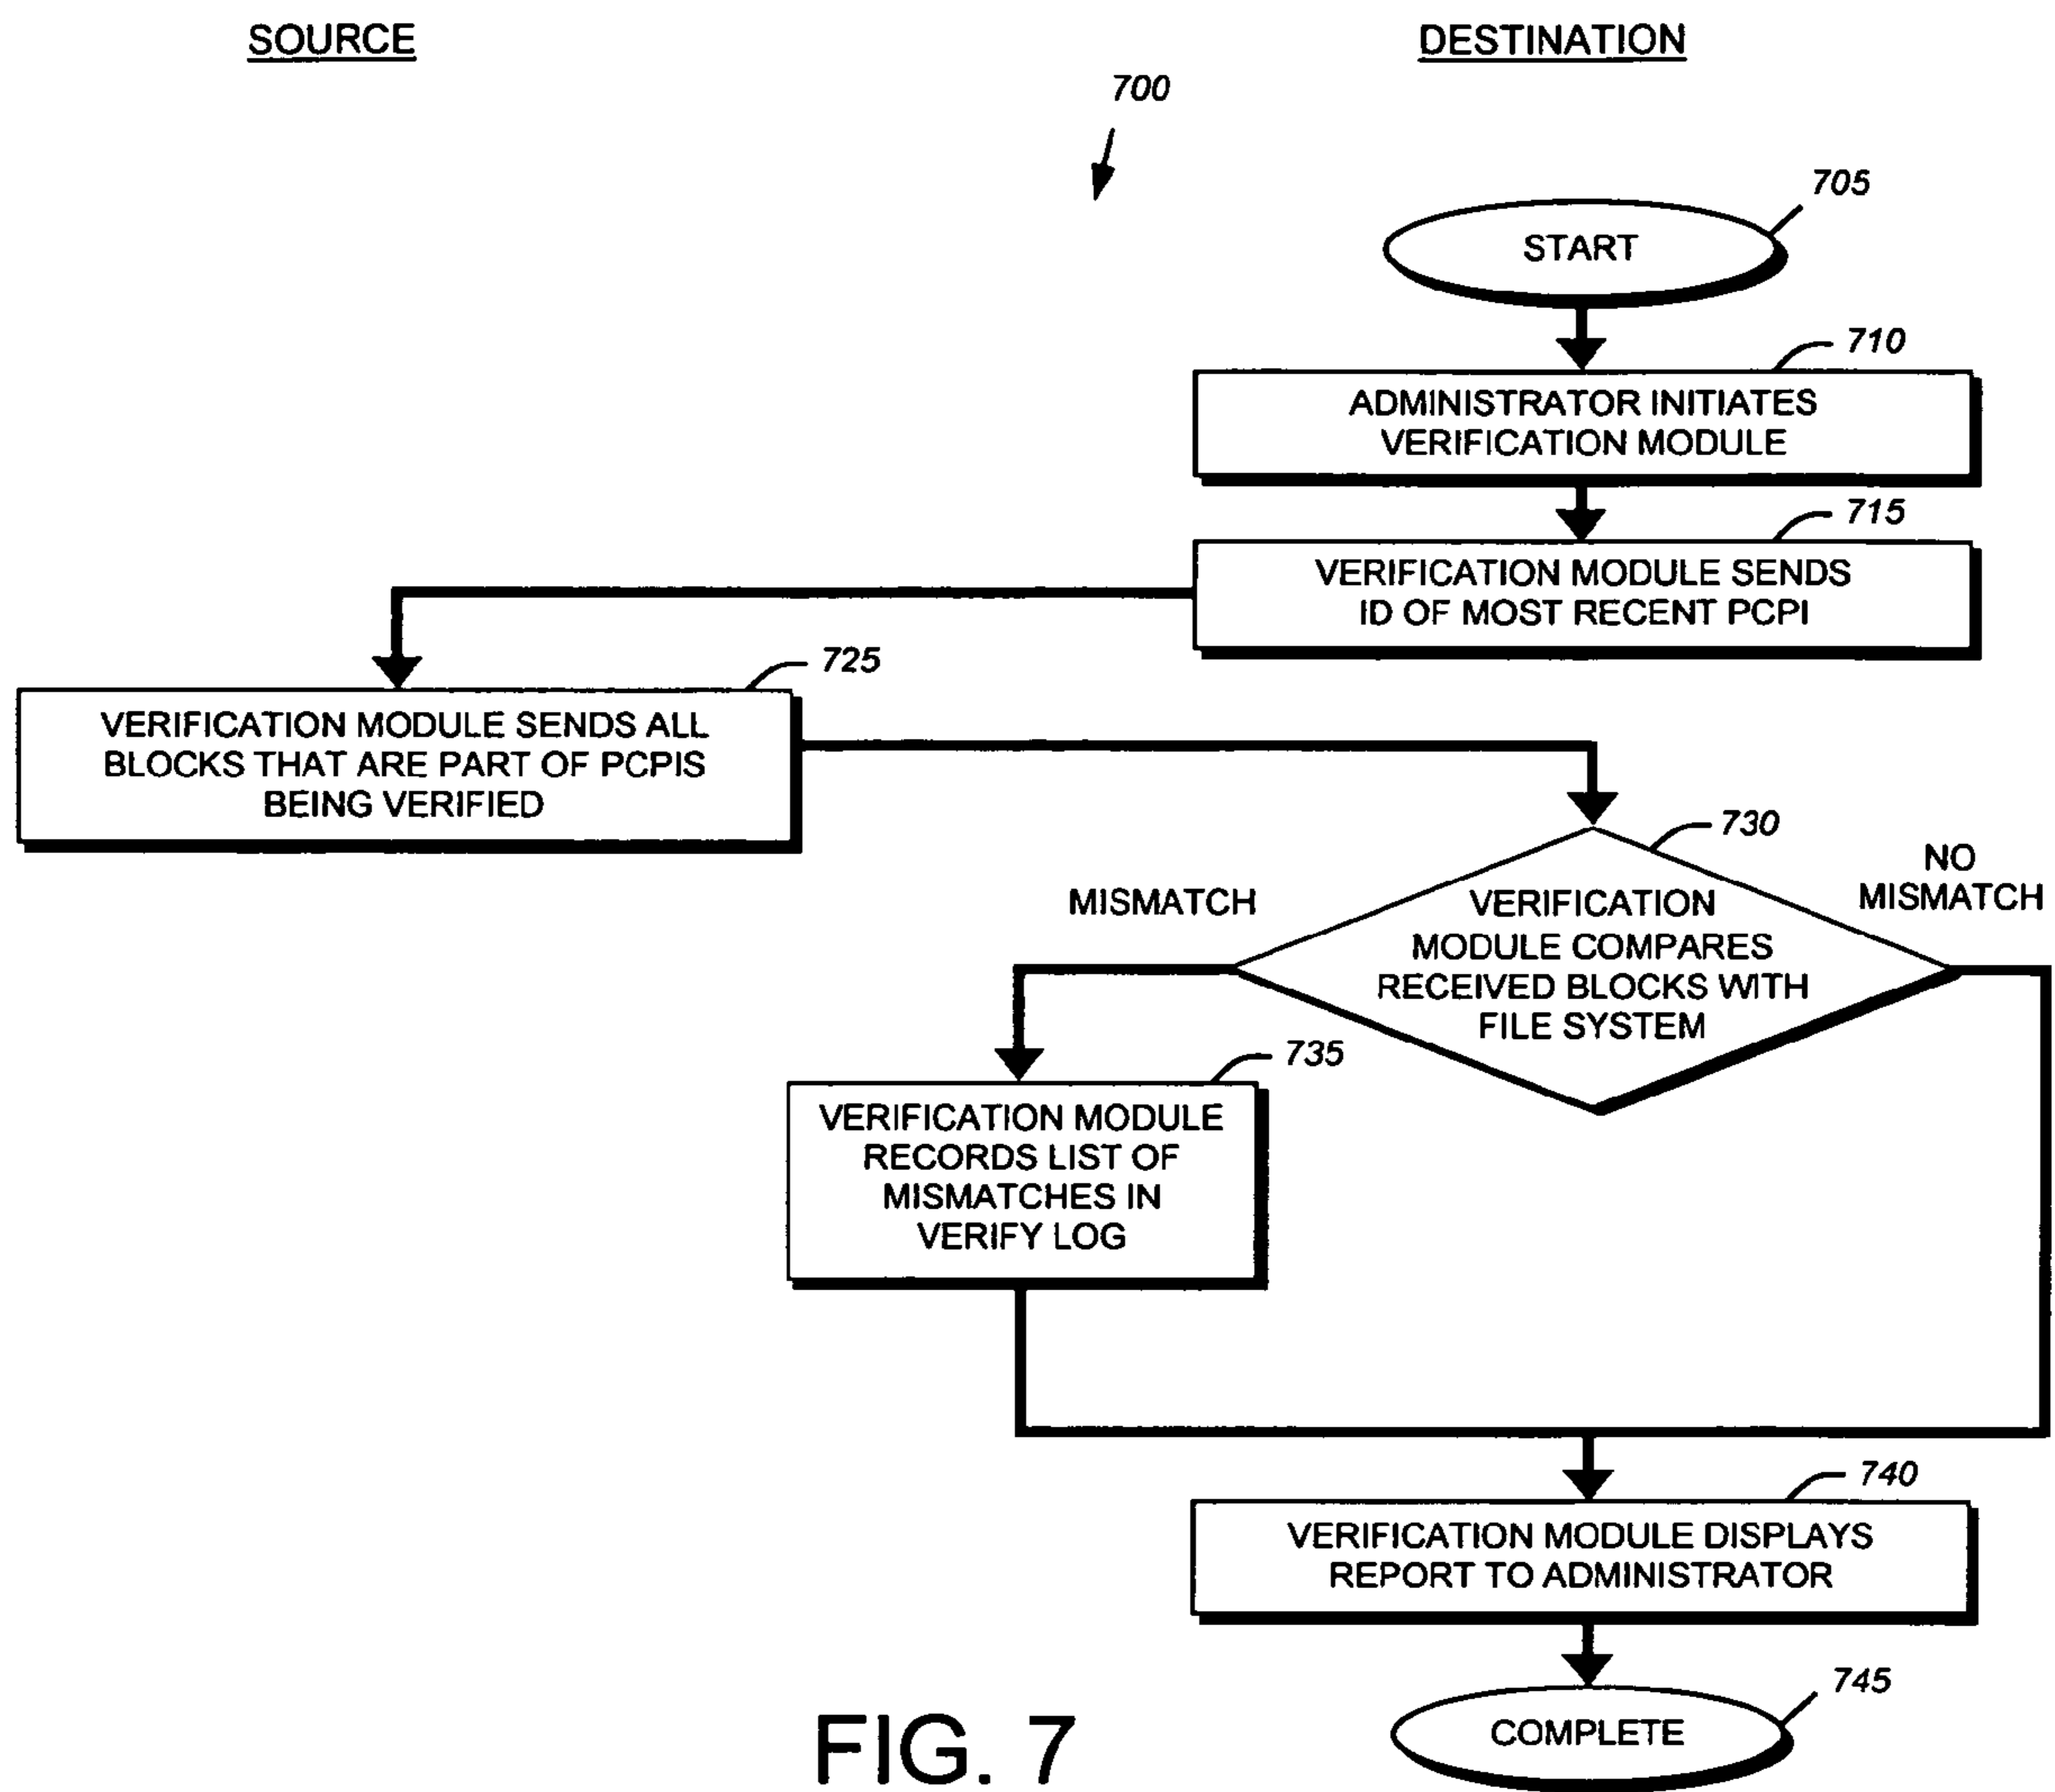 SOURCE
DESTINATION
700
705
START
710
ADMINISTRATOR INITIATES
VERIFICATION MODULE
715
VERIFICATION MODULE SENDS
ID OF MOST RECENT PCPI
725
VERIFICATION MODULE SENDS ALL
BLOCKS THAT ARE PART OF PCPIS
BEING VERIFIED
730
NO
MISMATCH
MISMATCH
VERIFICATION
MODULE COMPARES
RECEIVED BLOCKS WITH
FILE SYSTEM
735
VERIFICATION MODULE
RECORDS LIST OF
MISMATCHES IN
VERIFY LOG
740
VERIFICATION MODULE DISPLAYS
REPORT TO ADMINISTRATOR
745
COMPLETE
FIG. 7